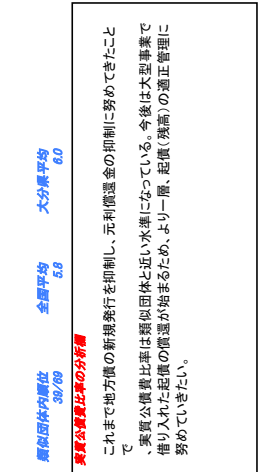 類似団体内順位 全国平均 大分県平均
39/69 5.8 6.0
実質公債費比率の分析欄
これまで地方債の新規発行を抑制し、元利償還金の抑制に努めてきたこと
で
、実質公債費比率は類似団体と近い水準になっている。今後は大型事業で
借り入れた起債の償還が始まるため、より一層、起債（残高）の適正管理に
努めていきたい。